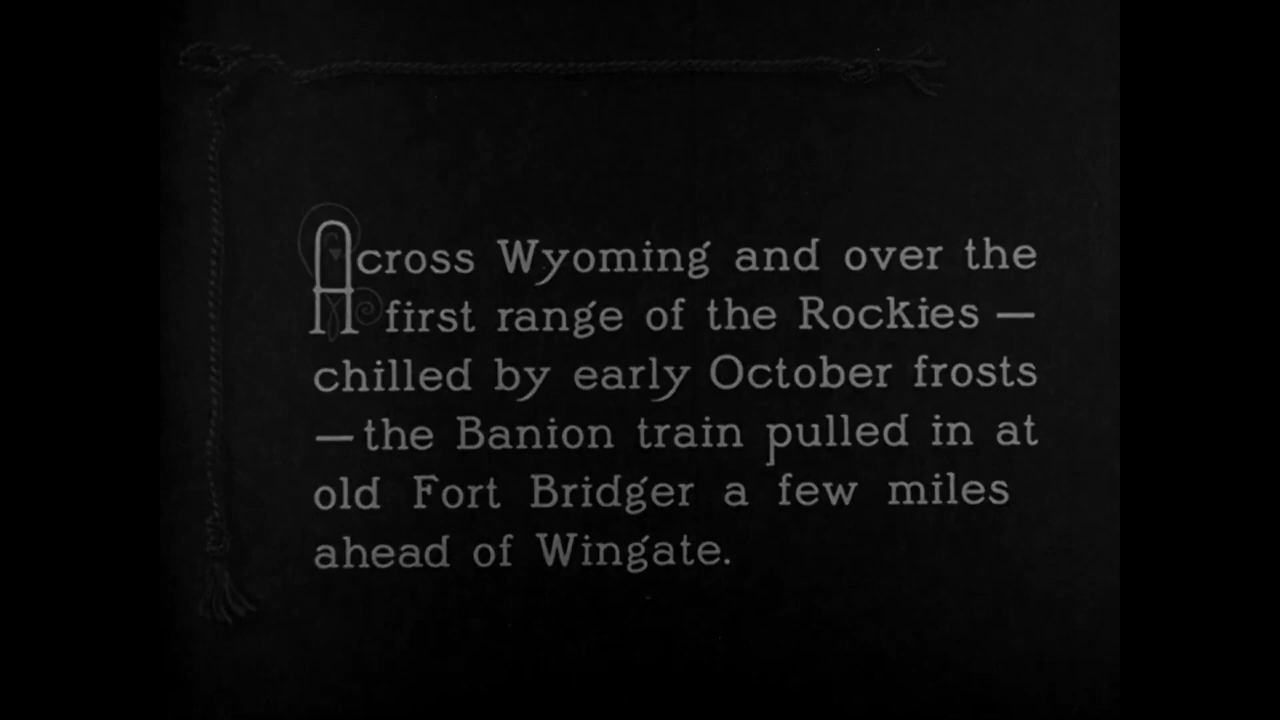 Across Wyoming and over the
first range of the Rockies —
chilled by early October frosts
— the Banion train pulled in at
old Fort Bridger a few miles
ahead of Wingate.